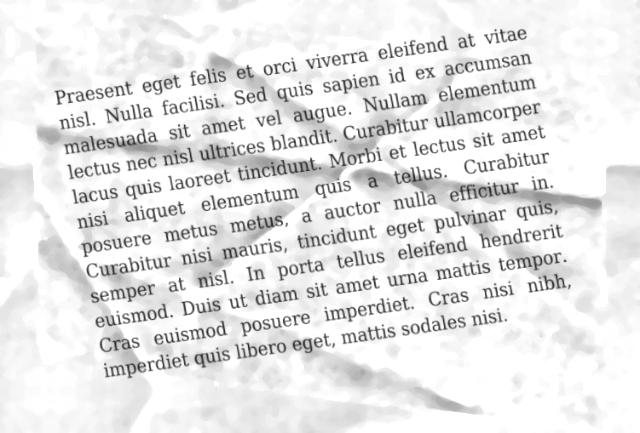 Praesent eget felis et orci viverra eleifend at vitae
nisl. Nulla facilisi. Sed quis sapien id ex accumsan
malesuada sit amet vel augue. Nullam elementum
lectus nec nisl ultrices blandit. Curabitur ullamcorper
lacus quis laoreet tincidunt. Morbi et lectus sit amet
nisi aliquet elementum quis a tellus. Curabitur
posuere metus metus, a auctor nulla efficitur in.
Curabitur nisi mauris, tincidunt eget pulvinar quis,
semper at nisl. In porta tellus eleifend hendrerit
euismod. Duis ut diam sit amet urna mattis tempor.
Cras euismod posuere imperdiet. Cras nisi nibh,
imperdiet quis libero eget, mattis sodales nisi.